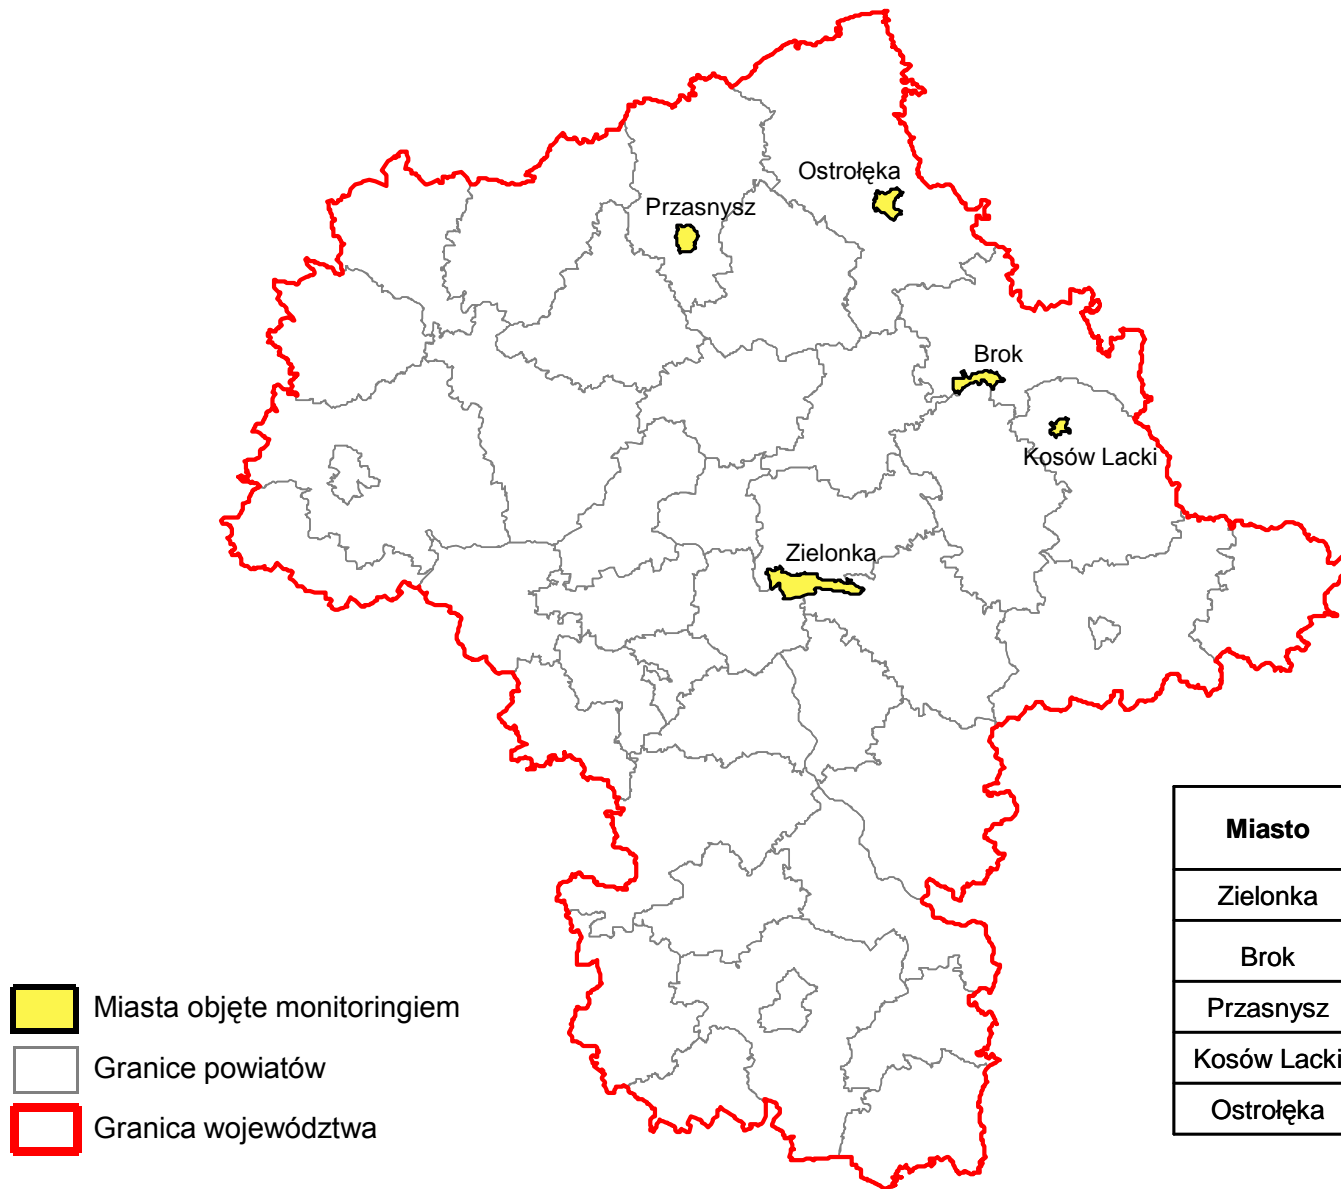 Ostrołęka
Przasnysz
Brok
Kosów Lacki
Zielonka
Miasto
Zielonka
Brok
Przasnysz
Kosów Lacki
Ostrołęka
Miasta objęte monitoringiem
Granice powiatów
Granica województwa